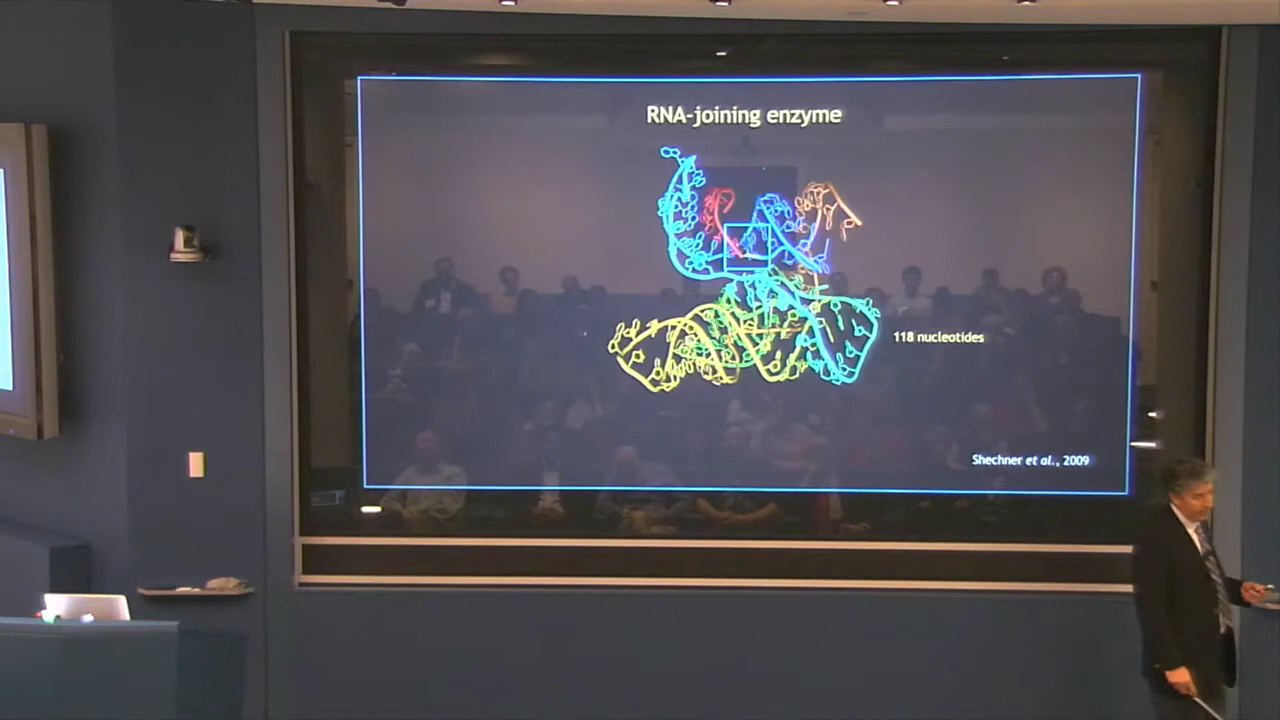 RNA-joining enzyme
118 nucleotides
Shechner et al., 2009